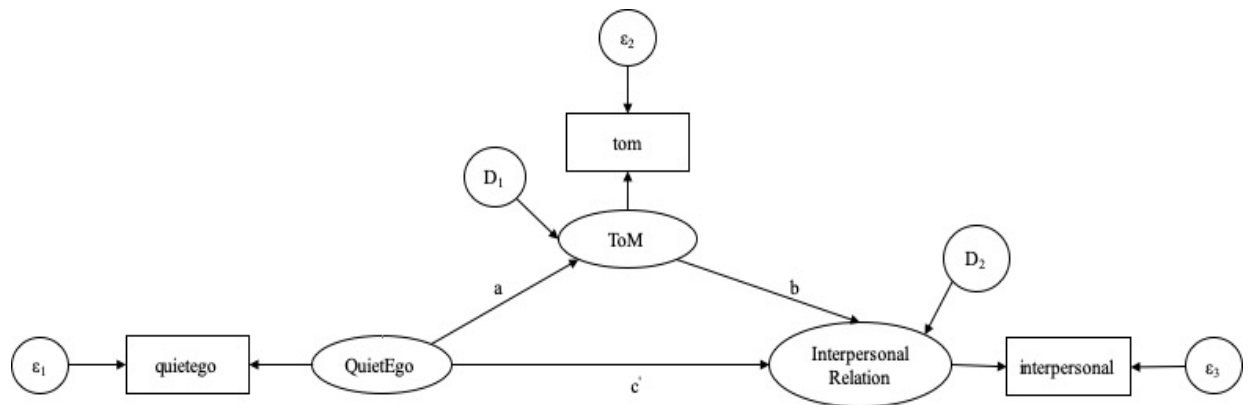 ε₂
tom
D₁
ToM
D₂
a
b
ε₁
quietego
QuietEgo
Interpersonal
Relation
interpersonal
ε₃
c'